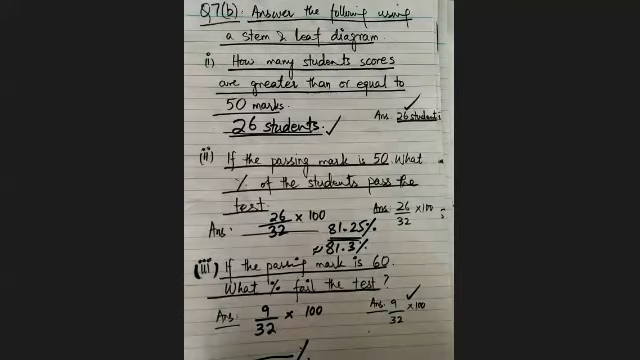 Q7(b) Answer the following using
a stem & leaf diagram.
(i) How many students scores
are greater than or equal to
50 marks.
26 students. ✓
Ans. 26 students ✓
(ii) If the passing mark is 50. What
% of the students pass the
test.
Ans: 26/32 × 100
81.25%
≈ 81.3%
Ans: 26/32 × 100
(iii) If the passing mark is 60.
What % fail the test?
Ans: 9/32 × 100
Ans: 9/32 × 100 ✓
%